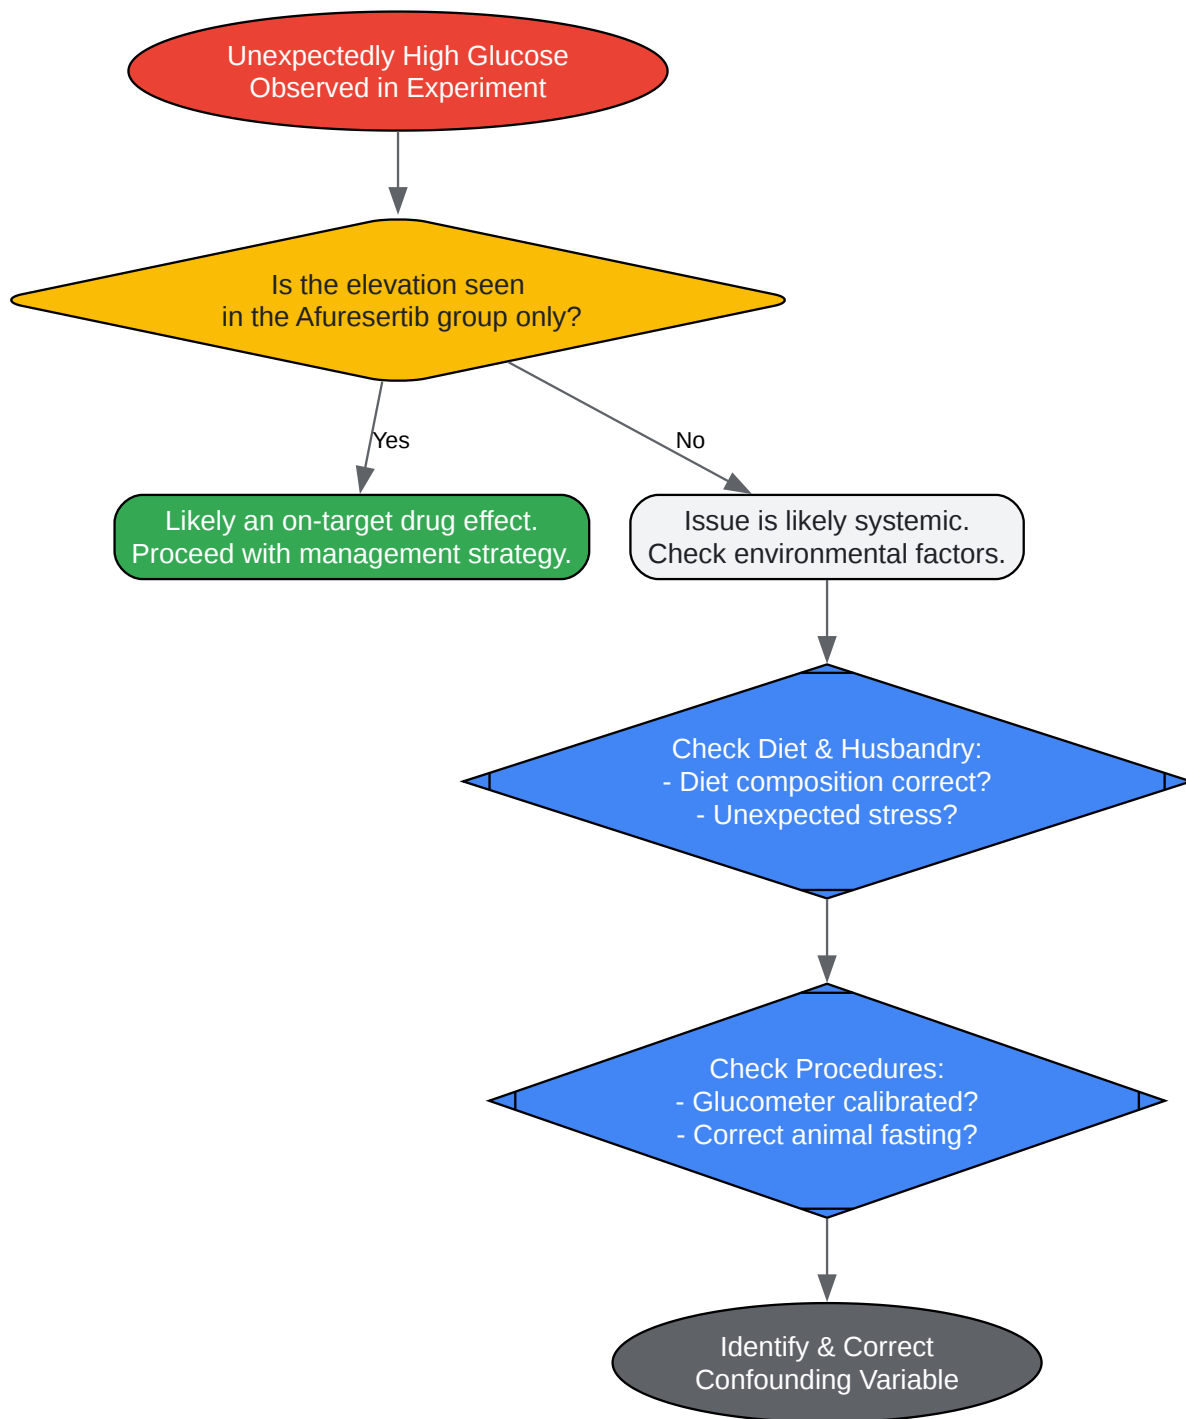 Unexpectedly High Glucose
Observed in Experiment
Is the elevation seen
in the Afuresertib group only?
Yes
No
Likely an on-target drug effect.
Proceed with management strategy.
Issue is likely systemic.
Check environmental factors.
Check Diet & Husbandry:
- Diet composition correct?
- Unexpected stress?
Check Procedures:
- Glucometer calibrated?
- Correct animal fasting?
Identify & Correct
Confounding Variable